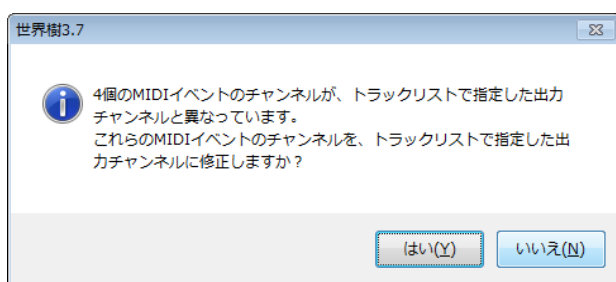 世界樹3.7
4個のMIDIイベントのチャンネルが、トラックリストで指定した出力
チャンネルと異なっています。
これらのMIDIイベントのチャンネルを、トラックリストで指定した出
力チャンネルに修正しますか？
はい(Y)
いいえ(N)